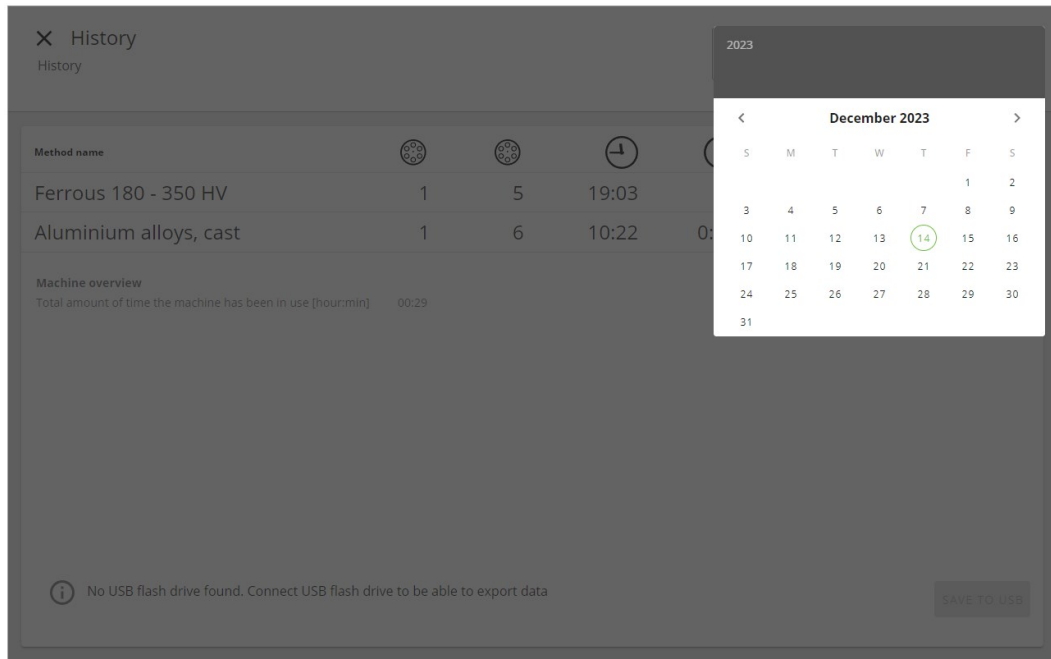 History
History
2023
December 2023
S M T W T F S
1 2
3 4 5 6 7 8 9
10 11 12 13 14 15 16
17 18 19 20 21 22 23
24 25 26 27 28 29 30
31
Method name
Ferrous 180 - 350 HV 1 5 19:03
Aluminium alloys, cast 1 6 10:22 0:
Machine overview
Total amount of time the machine has been in use [hour:min] 00:29
No USB flash drive found. Connect USB flash drive to be able to export data
SAVE TO USB